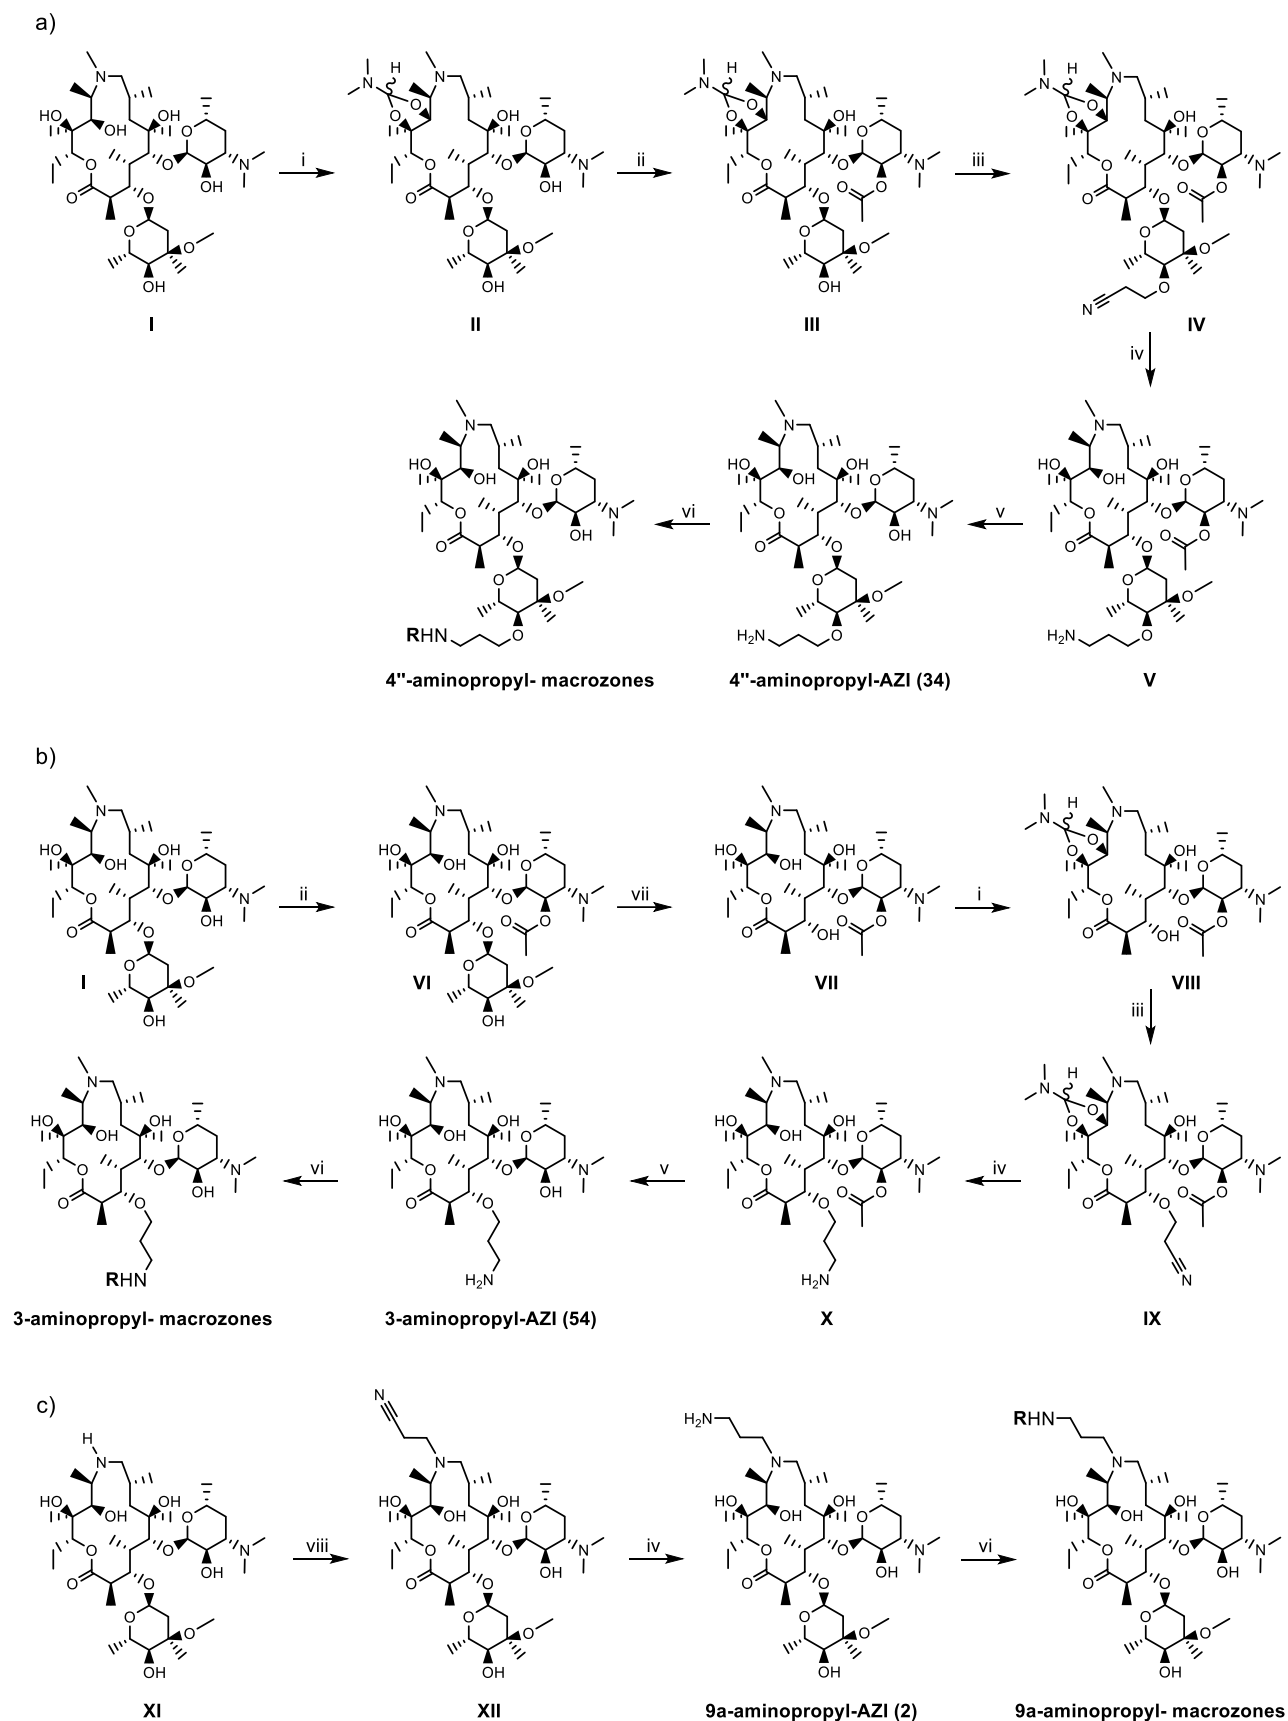 a)
i
ii
iii
I
II
III
IV
iv
vi
v
4"-aminopropyl- macrozones
4"-aminopropyl-AZI (34)
V
b)
ii
vii
i
I
VI
VII
VIII
iii
vi
v
iv
3-aminopropyl- macrozones
3-aminopropyl-AZI (54)
X
IX
c)
viii
iv
vi
XI
XII
9a-aminopropyl-AZI (2)
9a-aminopropyl- macrozones